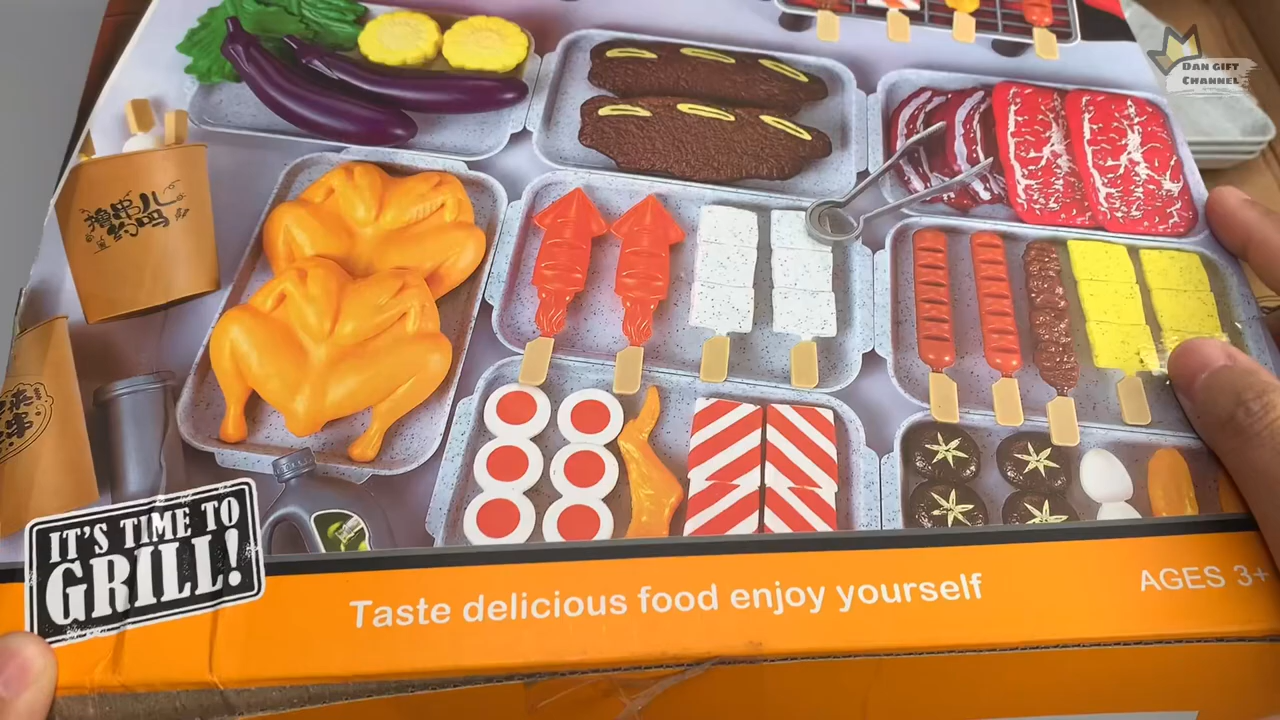 DAN GIFT
CHANNEL
撸串儿
约吗
IT'S TIME TO
GRILL!
Taste delicious food enjoy yourself
AGES 3+